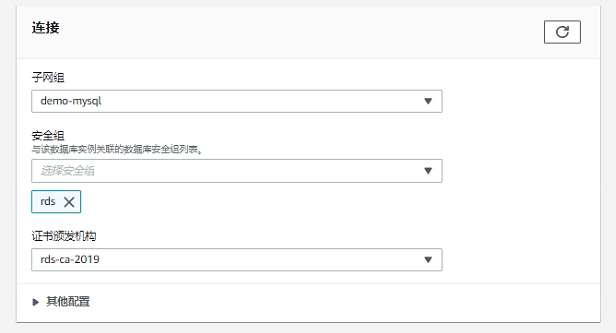 连接
子网组
demo-mysql
安全组
与该数据库实例关联的数据库安全组列表。
选择安全组
rds
证书颁发机构
rds-ca-2019
其他配置